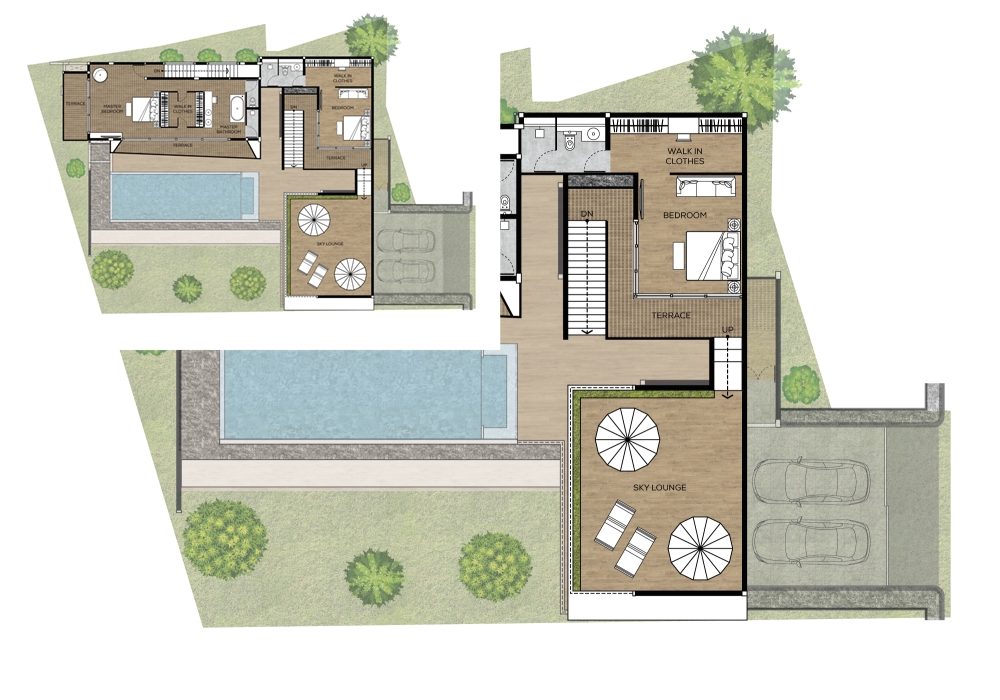 DN
WALK IN
CLOTHES
TERRACE
MASTER
BEDROOM
WALK IN
CLOTHES
MASTER
BATHROOM
DN
BEDROOM
TERRACE
TERRACE
UP
SKY LOUNGE
WALK IN
CLOTHES
DN
BEDROOM
TERRACE
UP
SKY LOUNGE